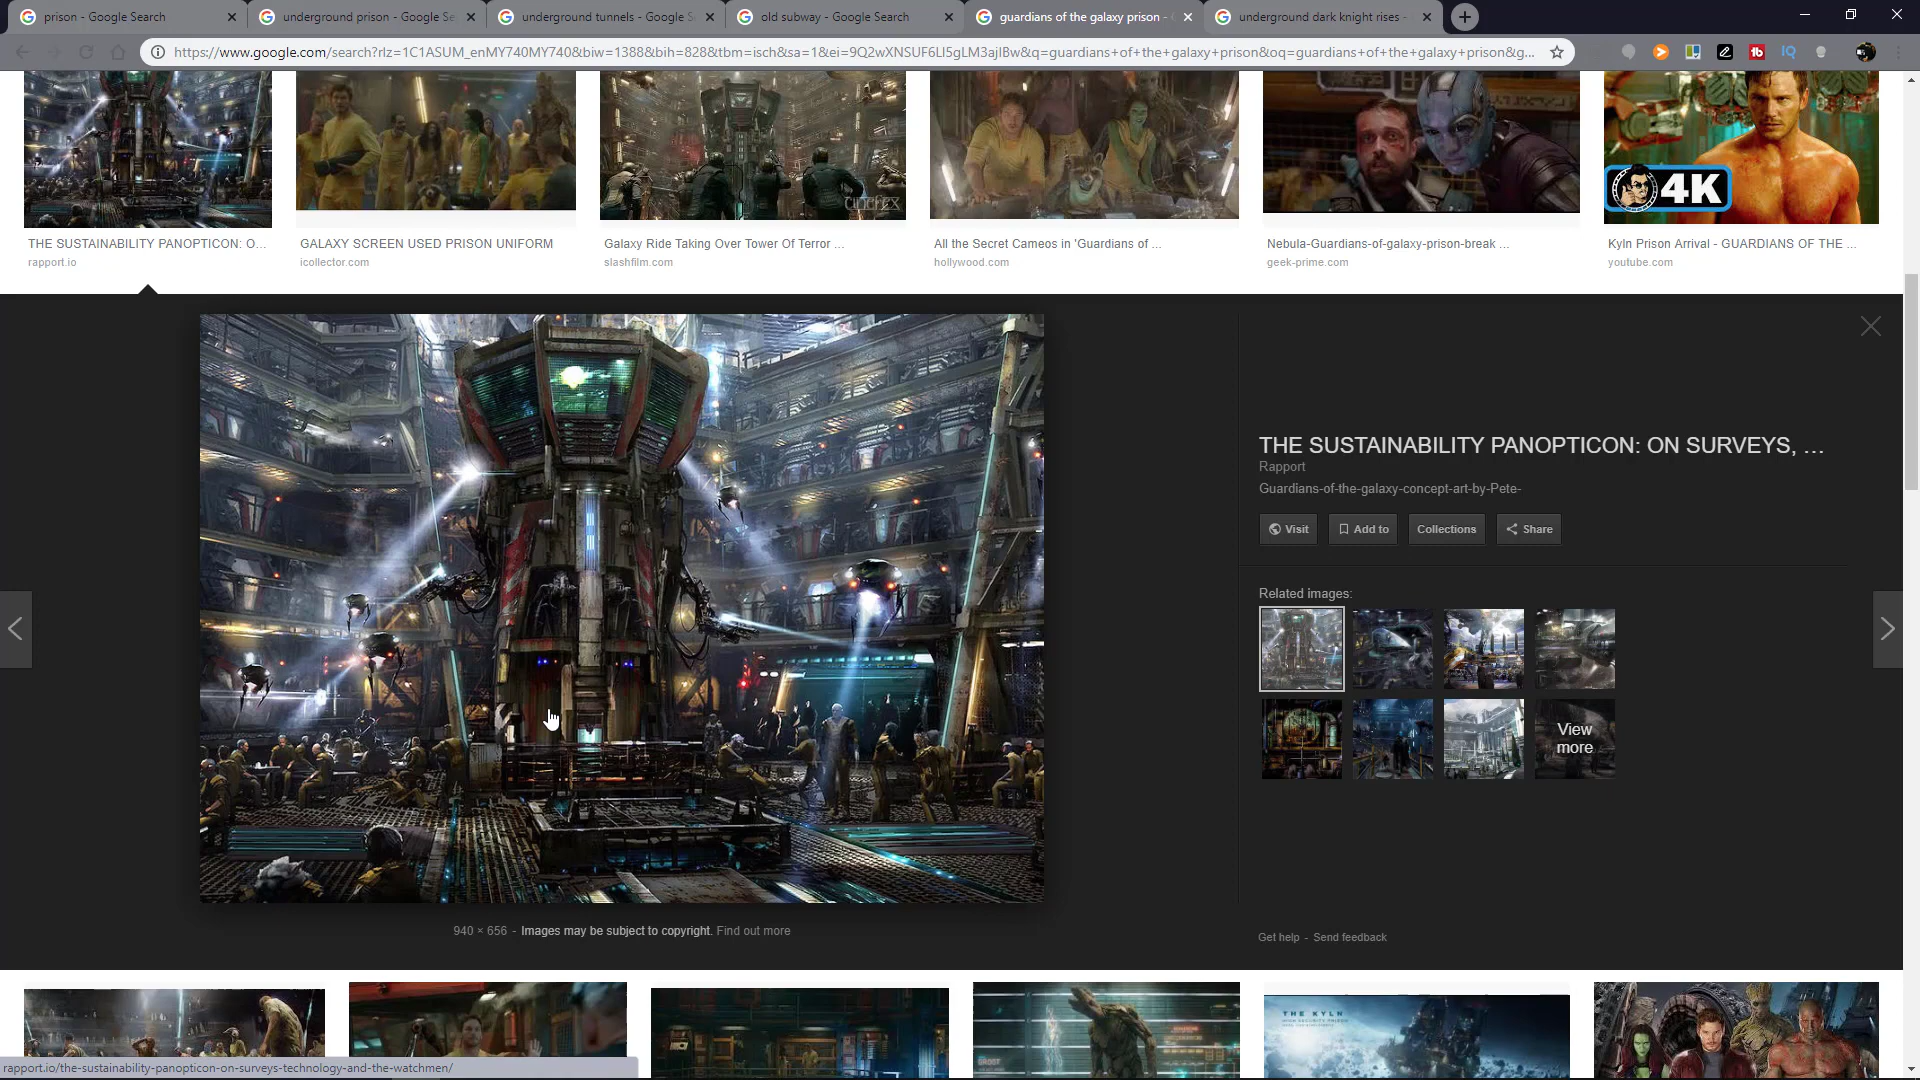 prison - Google Search
underground prison - Google Se
underground tunnels - Google S
old subway - Google Search
guardians of the galaxy prison -
underground dark knight rises -
https://www.google.com/search?rlz=1C1ASUM_enMY740MY740&biw=1388&bih=828&tbm=isch&sa=1&ei=9Q2wXNSUF6LI5gLM3ajIBw&q=guardians+of+the+galaxy+prison&oq=guardians+of+the+galaxy+prison&g...
CINEFEX
4K
THE SUSTAINABILITY PANOPTICON: O...
rapport.io
GALAXY SCREEN USED PRISON UNIFORM
icollector.com
Galaxy Ride Taking Over Tower Of Terror ...
slashfilm.com
All the Secret Cameos in 'Guardians of ...
hollywood.com
Nebula-Guardians-of-galaxy-prison-break ...
geek-prime.com
Kyln Prison Arrival - GUARDIANS OF THE ...
youtube.com
THE SUSTAINABILITY PANOPTICON: ON SURVEYS, ...
Rapport
Guardians-of-the-galaxy-concept-art-by-Pete-
Visit
Add to
Collections
Share
Related images:
View
more
940 × 656 - Images may be subject to copyright. Find out more
Get help - Send feedback
THE KYLN
GROOT
rapport.io/the-sustainability-panopticon-on-surveys-technology-and-the-watchmen/